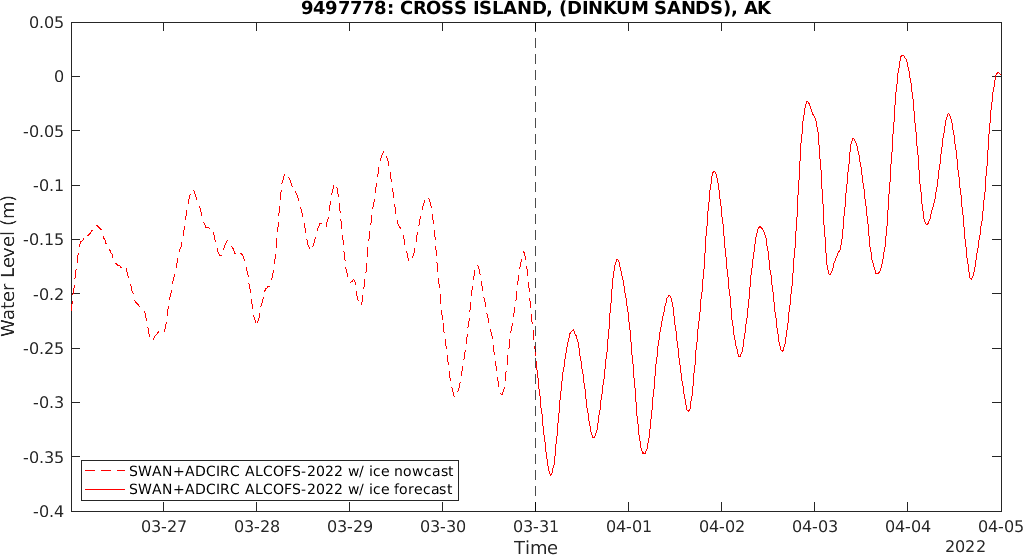 9497778: CROSS ISLAND, (DINKUM SANDS), AK
0.05
0
-0.05
-0.1
-0.15
-0.2
-0.25
-0.3
-0.35
-0.4
Water Level (m)
SWAN+ADCIRC ALCOFS-2022 w/ ice nowcast
SWAN+ADCIRC ALCOFS-2022 w/ ice forecast
03-27 03-28 03-29 03-30 03-31 04-01 04-02 04-03 04-04 04-05
Time
2022